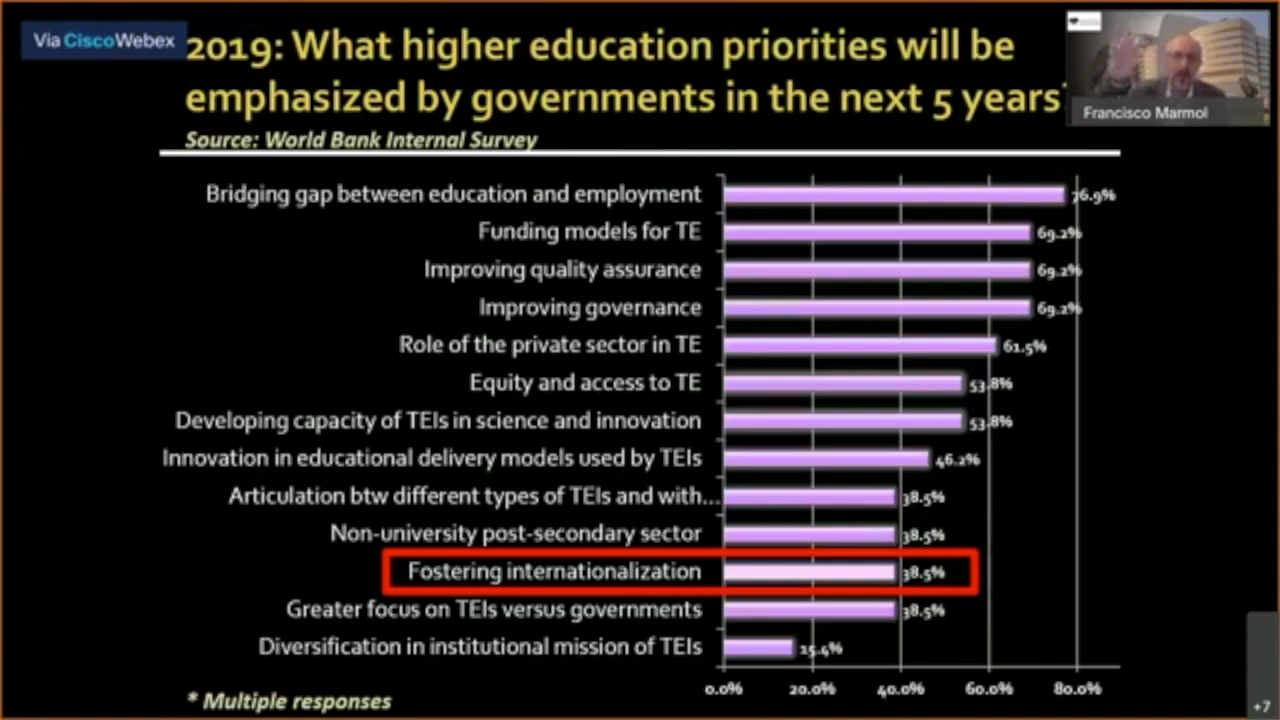 Via CiscoWebex
2019: What higher education priorities will be
emphasized by governments in the next 5 years?
Source: World Bank Internal Survey
Francisco Marmol
Bridging gap between education and employment 76.9%
Funding models for TE 69.2%
Improving quality assurance 69.2%
Improving governance 69.2%
Role of the private sector in TE 61.5%
Equity and access to TE 53.8%
Developing capacity of TEIs in science and innovation 53.8%
Innovation in educational delivery models used by TEIs 46.2%
Articulation btw different types of TEIs and with... 38.5%
Non-university post-secondary sector 38.5%
Fostering internationalization 38.5%
Greater focus on TEIs versus governments 38.5%
Diversification in institutional mission of TEIs 15.4%
0.0% 20.0% 40.0% 60.0% 80.0%
* Multiple responses
+7